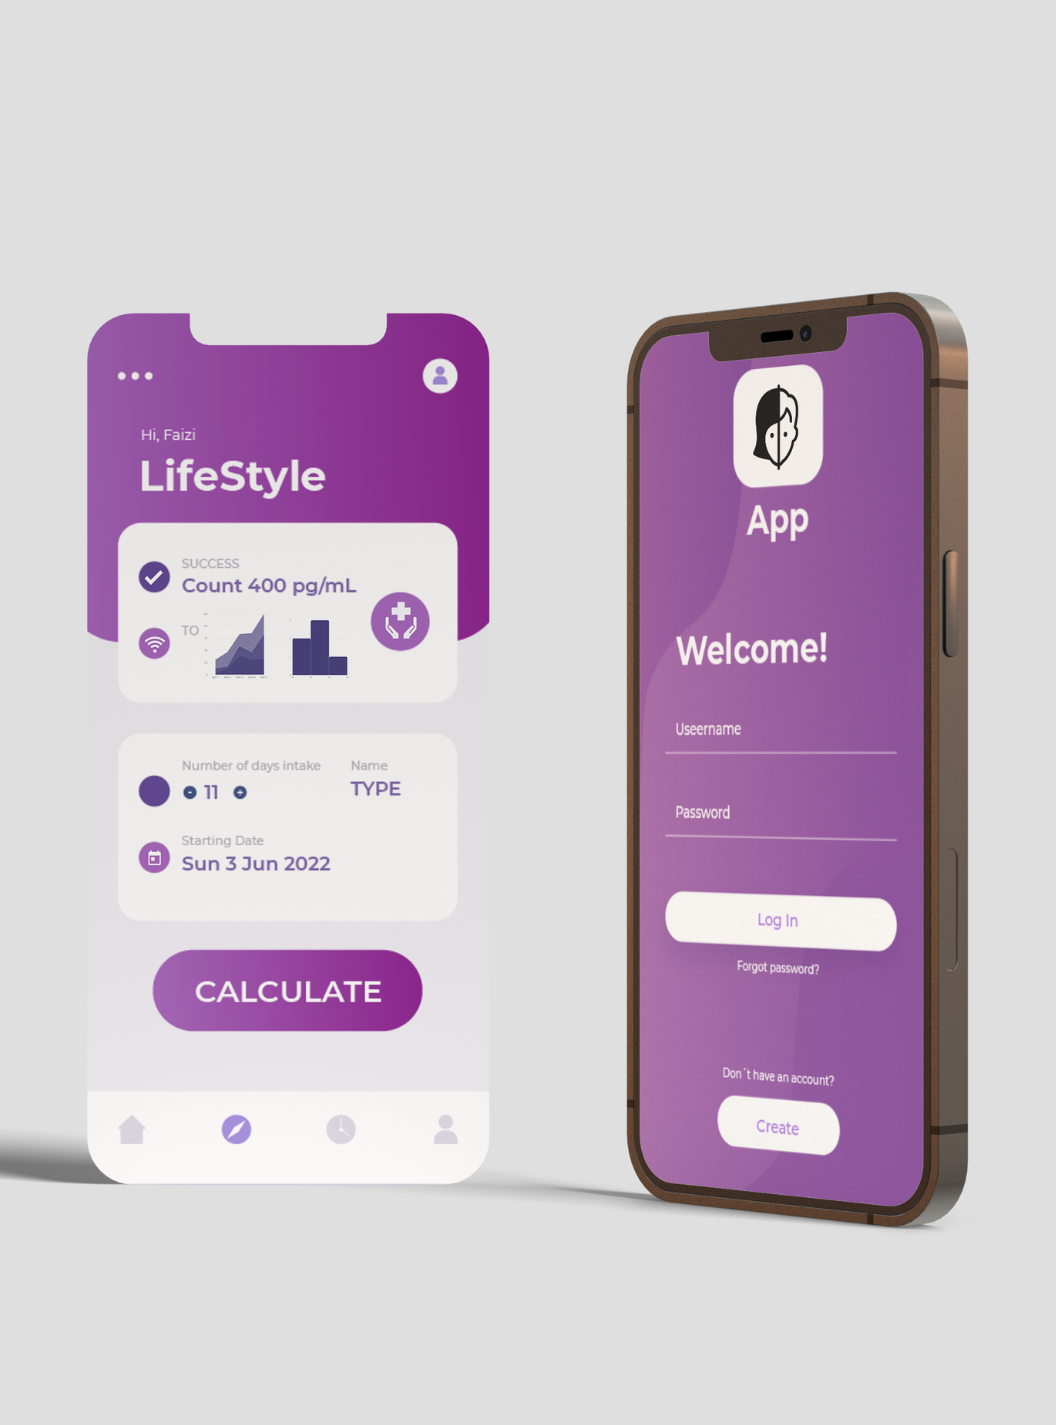 Hi, Faizi
LifeStyle
SUCCESS
Count 400 pg/mL
TO
Number of days intake
Name
- 11 +
TYPE
Starting Date
Sun 3 Jun 2022
CALCULATE
App
Welcome!
Useername
Password
Log In
Forgot password?
Don´t have an account?
Create